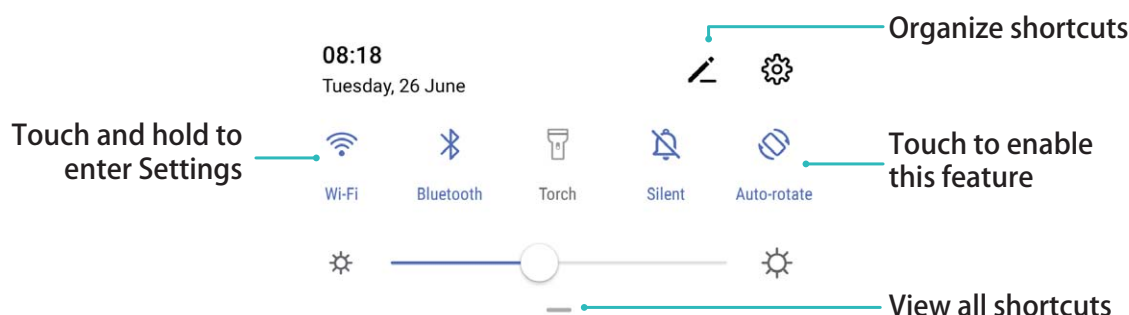 Organize shortcuts
08:18
Tuesday, 26 June
Touch and hold to
enter Settings
Touch to enable
this feature
Wi-Fi
Bluetooth
Torch
Silent
Auto-rotate
View all shortcuts